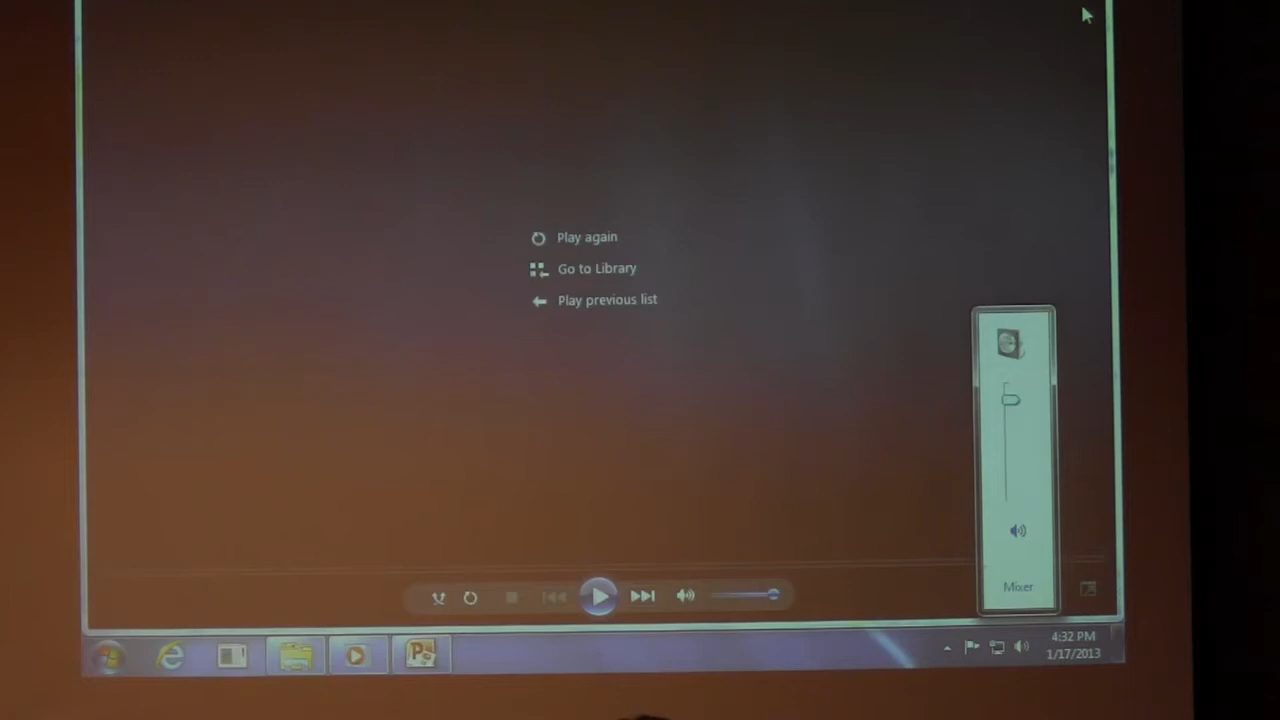 Play again
Go to Library
Play previous list
Mixer
4:32 PM
1/17/2013